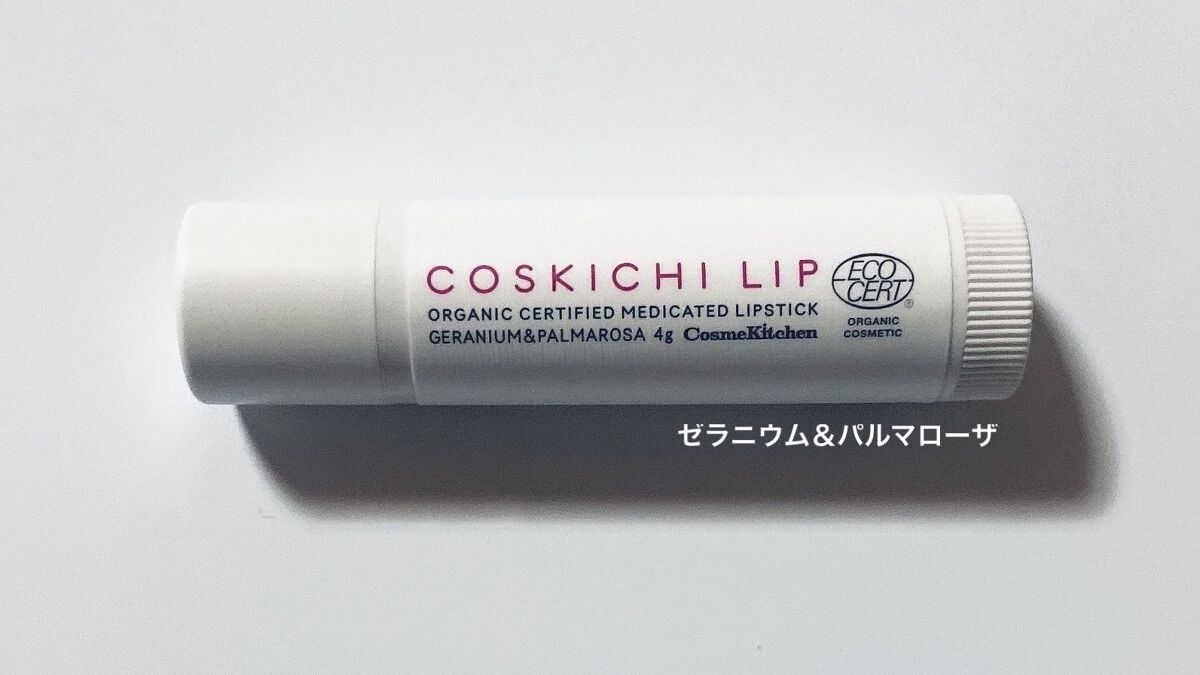 COSKICHI LIP
ORGANIC CERTIFIED MEDICATED LIPSTICK
GERANIUM&PALMAROSA 4g CosmeKitchen
ECO
CERT®
ORGANIC
COSMETIC
ゼラニウム&パルマローザ